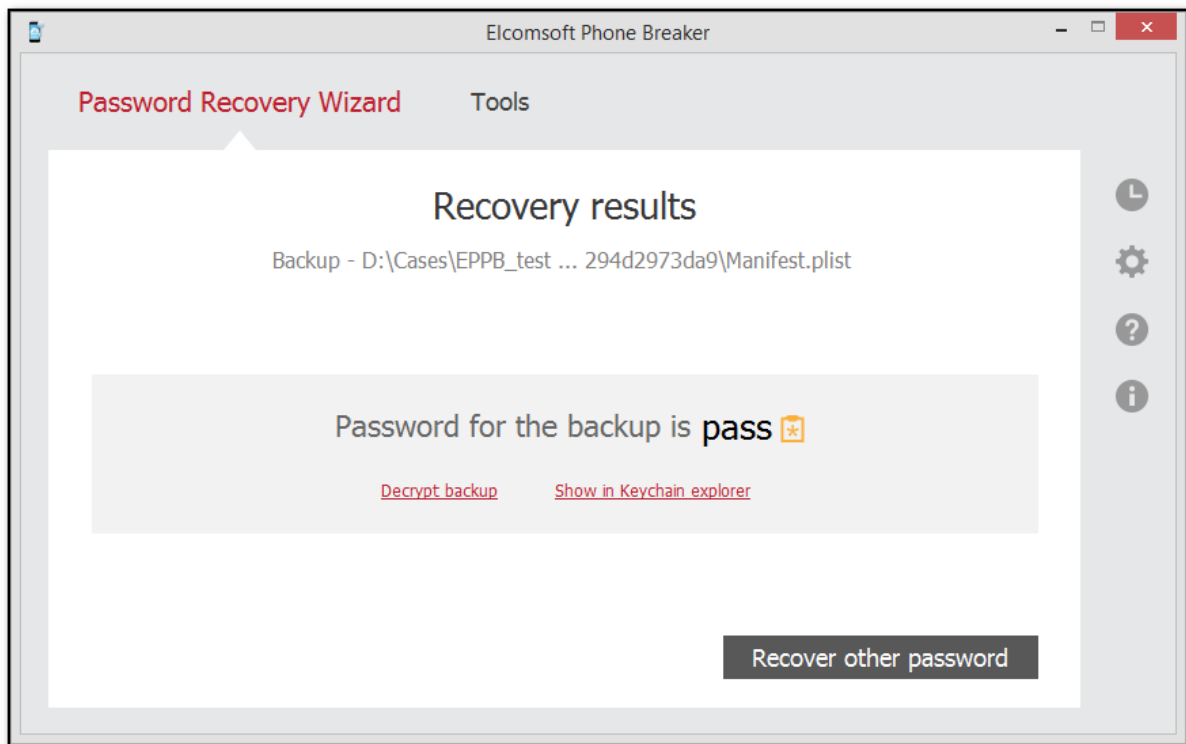 Elcomsoft Phone Breaker
Password Recovery Wizard Tools
Recovery results
Backup - D:\Cases\EPPB_test ... 294d2973da9\Manifest.plist
Password for the backup is pass
Decrypt backup Show in Keychain explorer
Recover other password